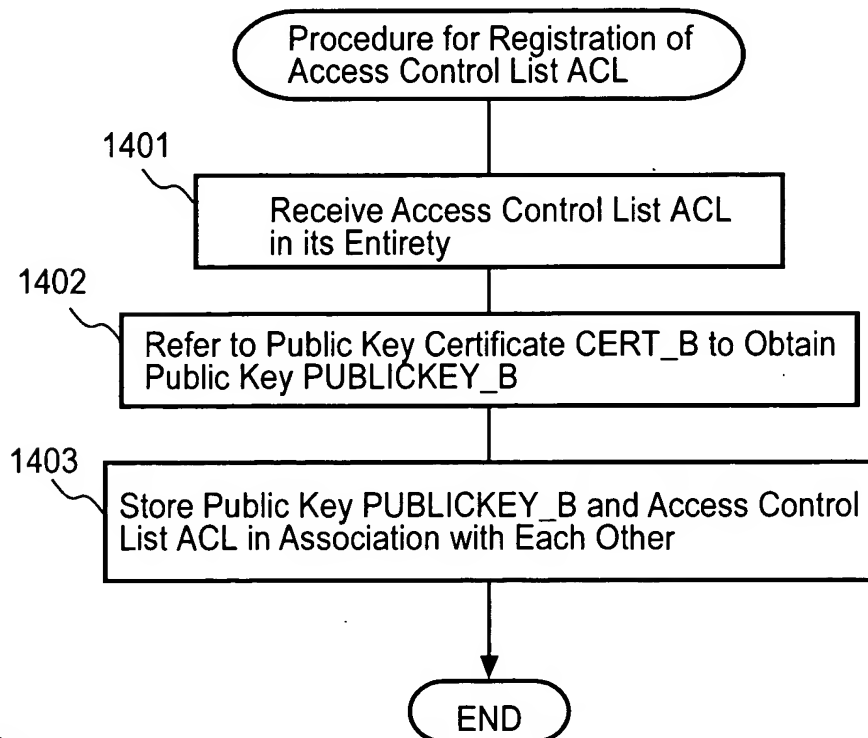 Procedure for Registration of
Access Control List ACL
1401
Receive Access Control List ACL
in its Entirety
1402
Refer to Public Key Certificate CERT_B to Obtain
Public Key PUBLICKEY_B
1403
Store Public Key PUBLICKEY_B and Access Control
List ACL in Association with Each Other
END